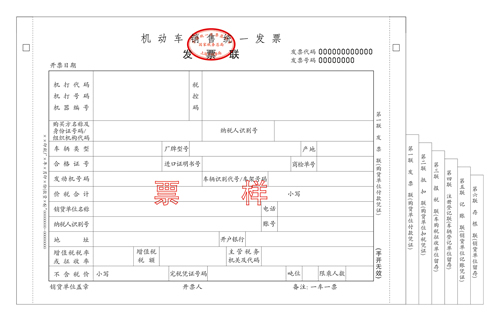 机动车销售统一发票
发票联
发票代码 000000000000
发票号码 00000000
开票日期
机打代码
机打号码
机器编号
税控码
购买方名称及
身份证号码/
组织机构代码
纳税人识别号
车辆类型
厂牌型号
产地
合格证号
进口证明书号
商检单号
发动机号码
车辆识别代号/车架号码
价税合计
小写
票样
销货单位名称
电话
纳税人识别号
账号
地址
开户银行
增值税税率
或征收率
增值税
税额
主管税务
机关及代码
不含税价
小写
完税凭证号码
吨位
限乘人数
销货单位盖章
开票人
备注:一车一票
第一联 发票联(购货单位付款凭证)
(手开无效)
第一联 发票联(购货单位付款凭证)
第二联 抵扣联(购货单位扣税凭证)
第三联 报税联(车购税征收单位留存)
第四联 注册登记联(车辆登记单位留存)
第五联 记账联(销货单位记账凭证)
第六联 存根联(销货单位留存)